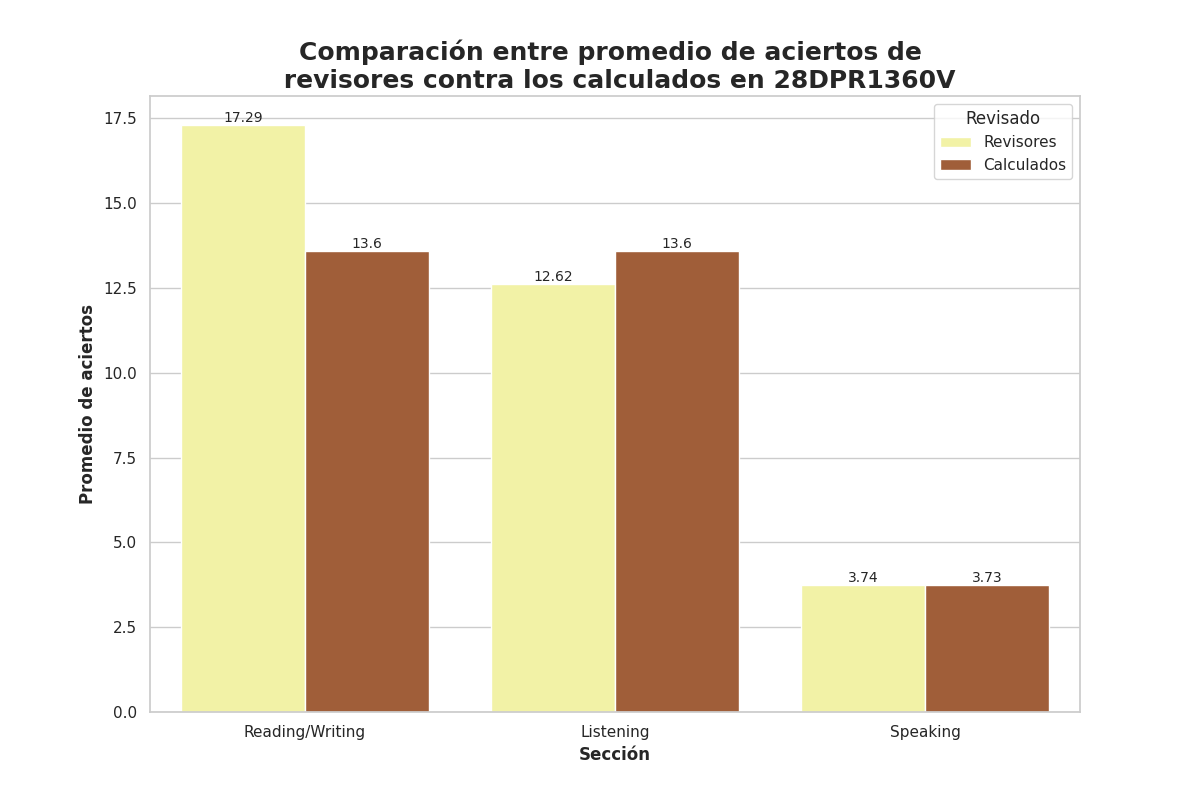 Comparación entre promedio de aciertos de
revisores contra los calculados en 28DPR1360V
Promedio de aciertos
17.5
15.0
12.5
10.0
7.5
5.0
2.5
0.0
17.29
13.6
12.62
13.6
3.74
3.73
Revisado
Revisores
Calculados
Reading/Writing
Listening
Speaking
Sección